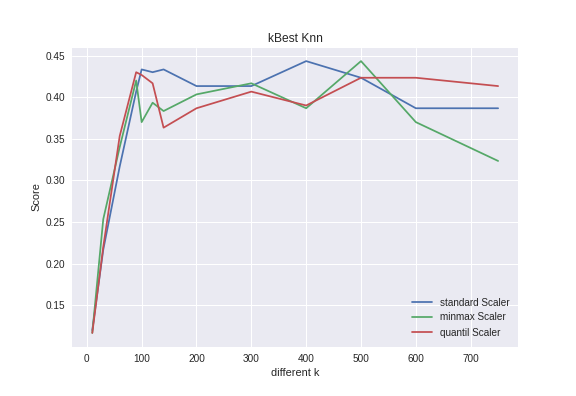 kBest Knn
0.45
0.40
0.35
0.30
0.25
0.20
0.15
Score
0 100 200 300 400 500 600 700
different k
standard Scaler
minmax Scaler
quantil Scaler